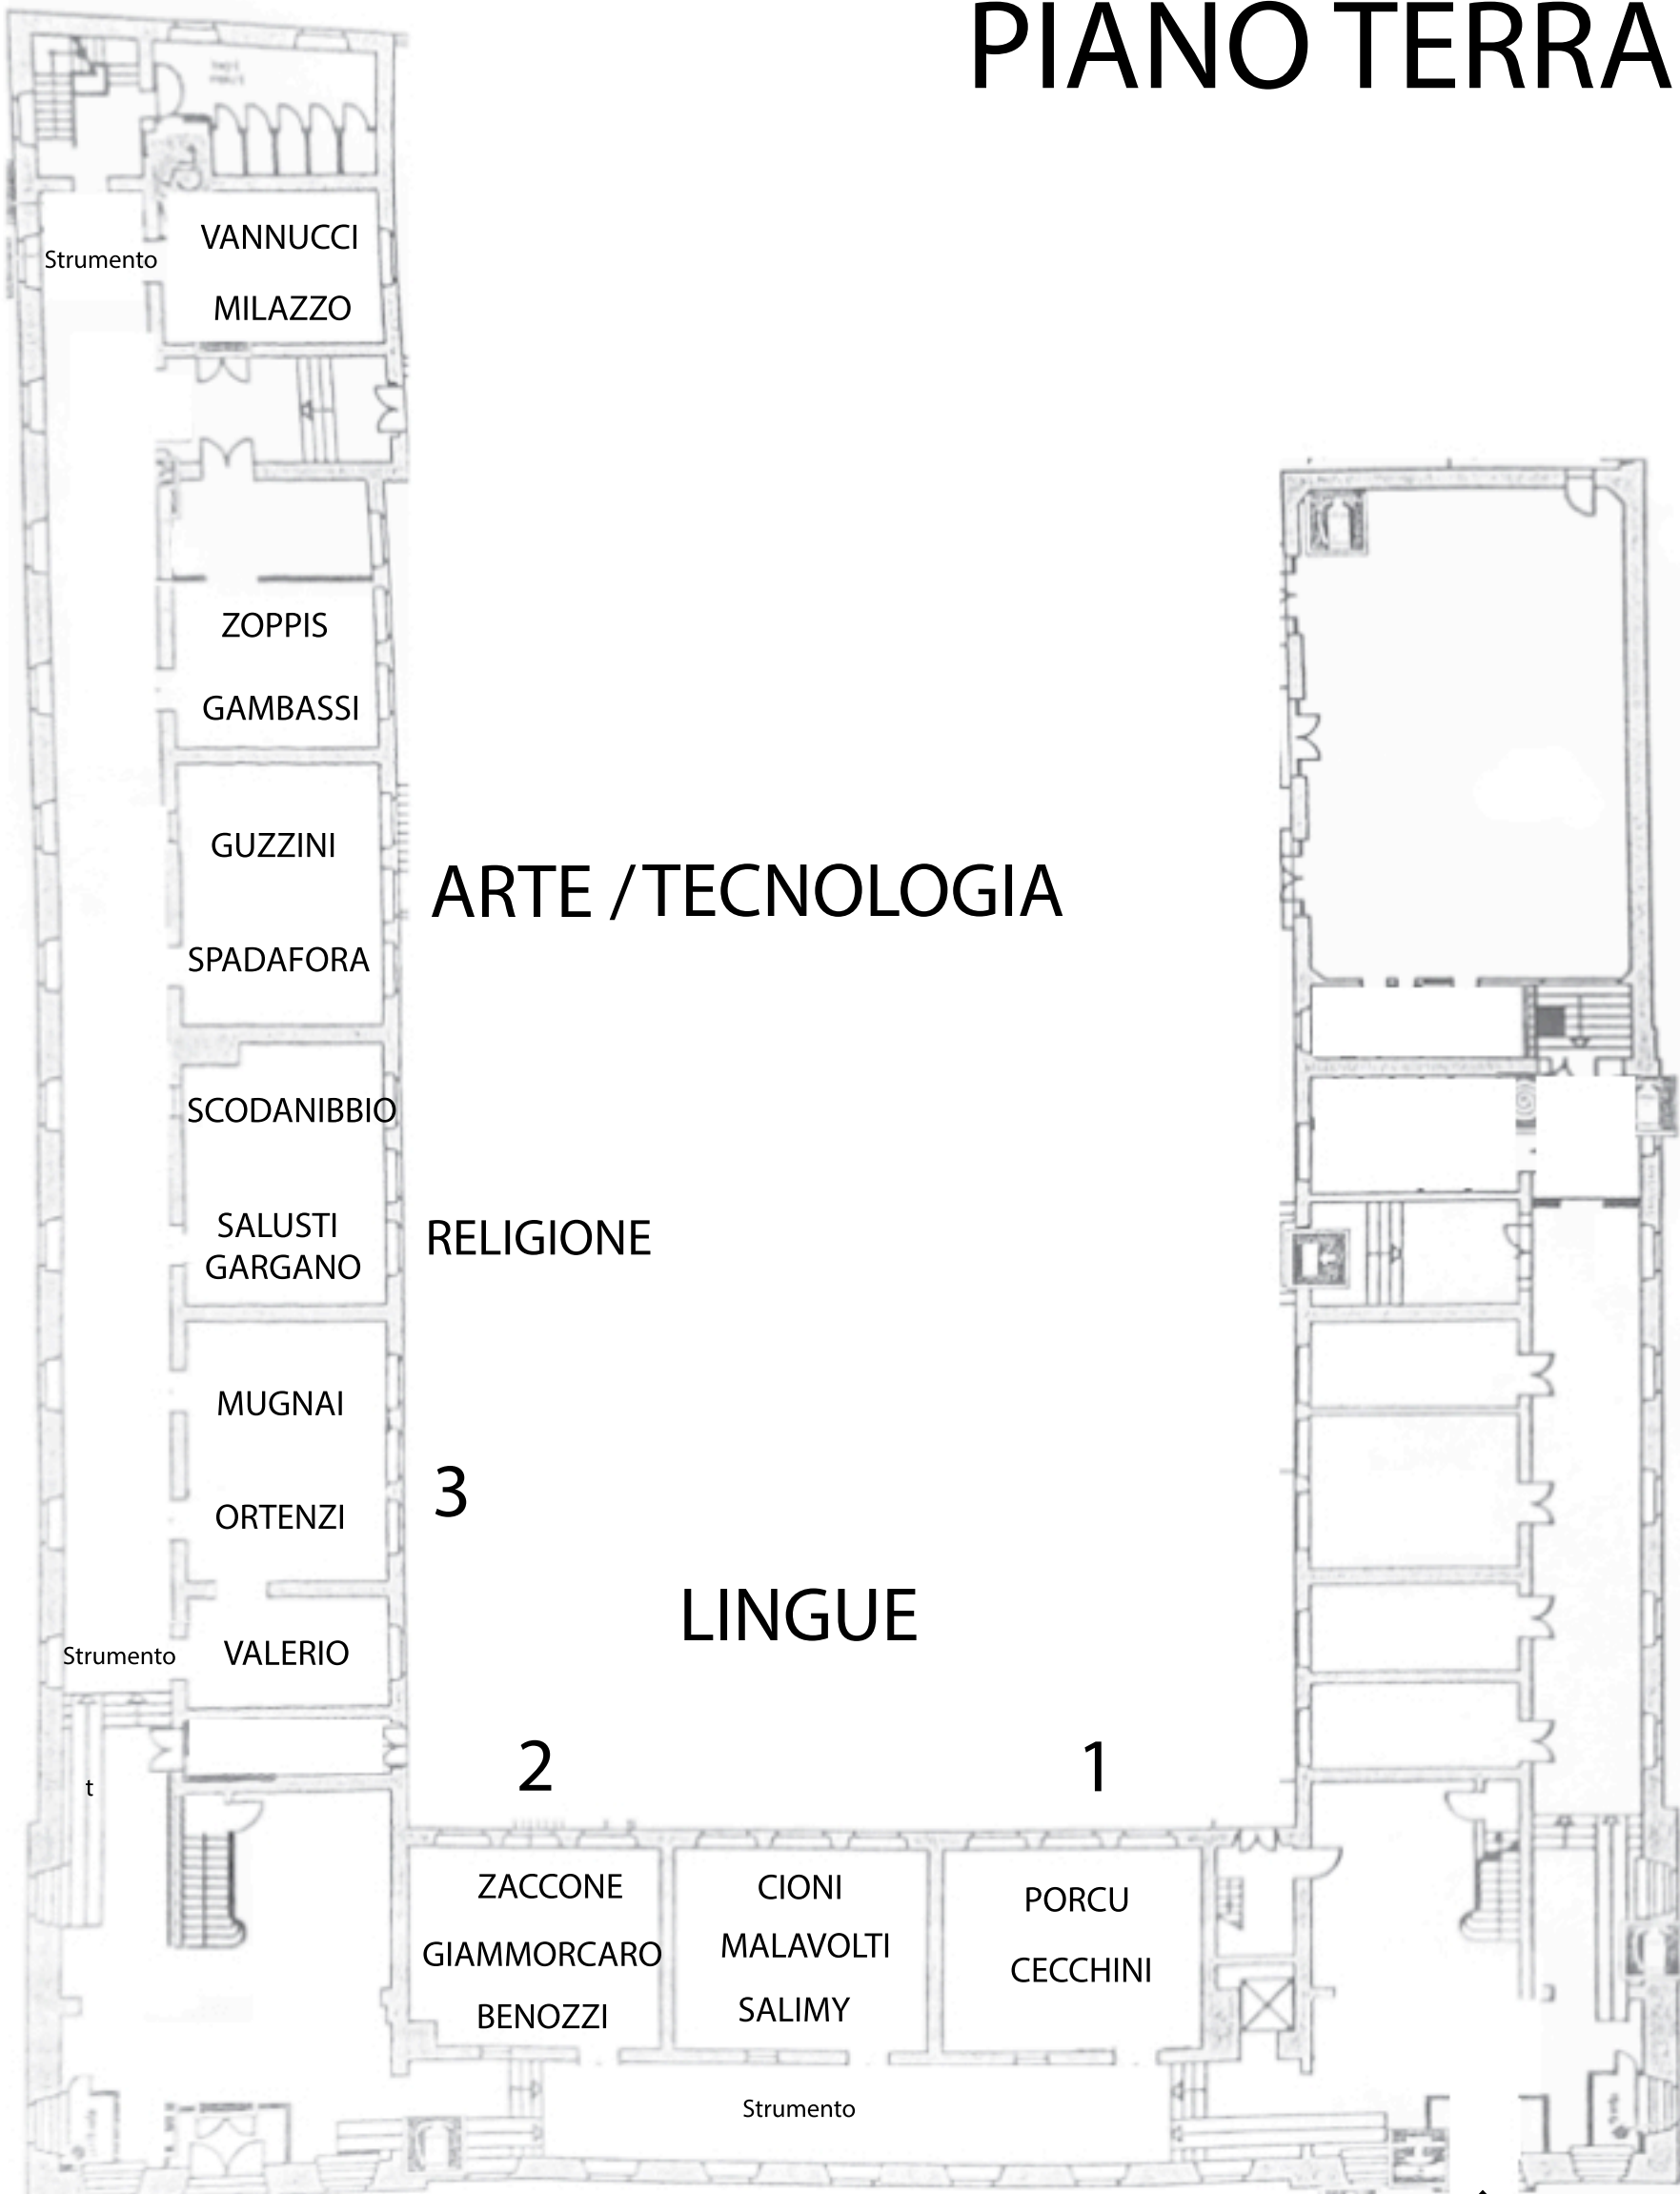 PIANO TERRA
VANNUCCI
Strumento
MILAZZO
ZOPPIS
GAMBASSI
GUZZINI
ARTE / TECNOLOGIA
SPADAFORA
SCODANIBBIO
SALUSTI
RELIGIONE
GARGANO
MUGNAI
3
ORTENZI
LINGUE
Strumento
VALERIO
2
1
t
ZACCONE
GIAMMORCARO
BENOZZI
CIONI
MALAVOLTI
SALIMY
PORCU
CECCHINI
Strumento